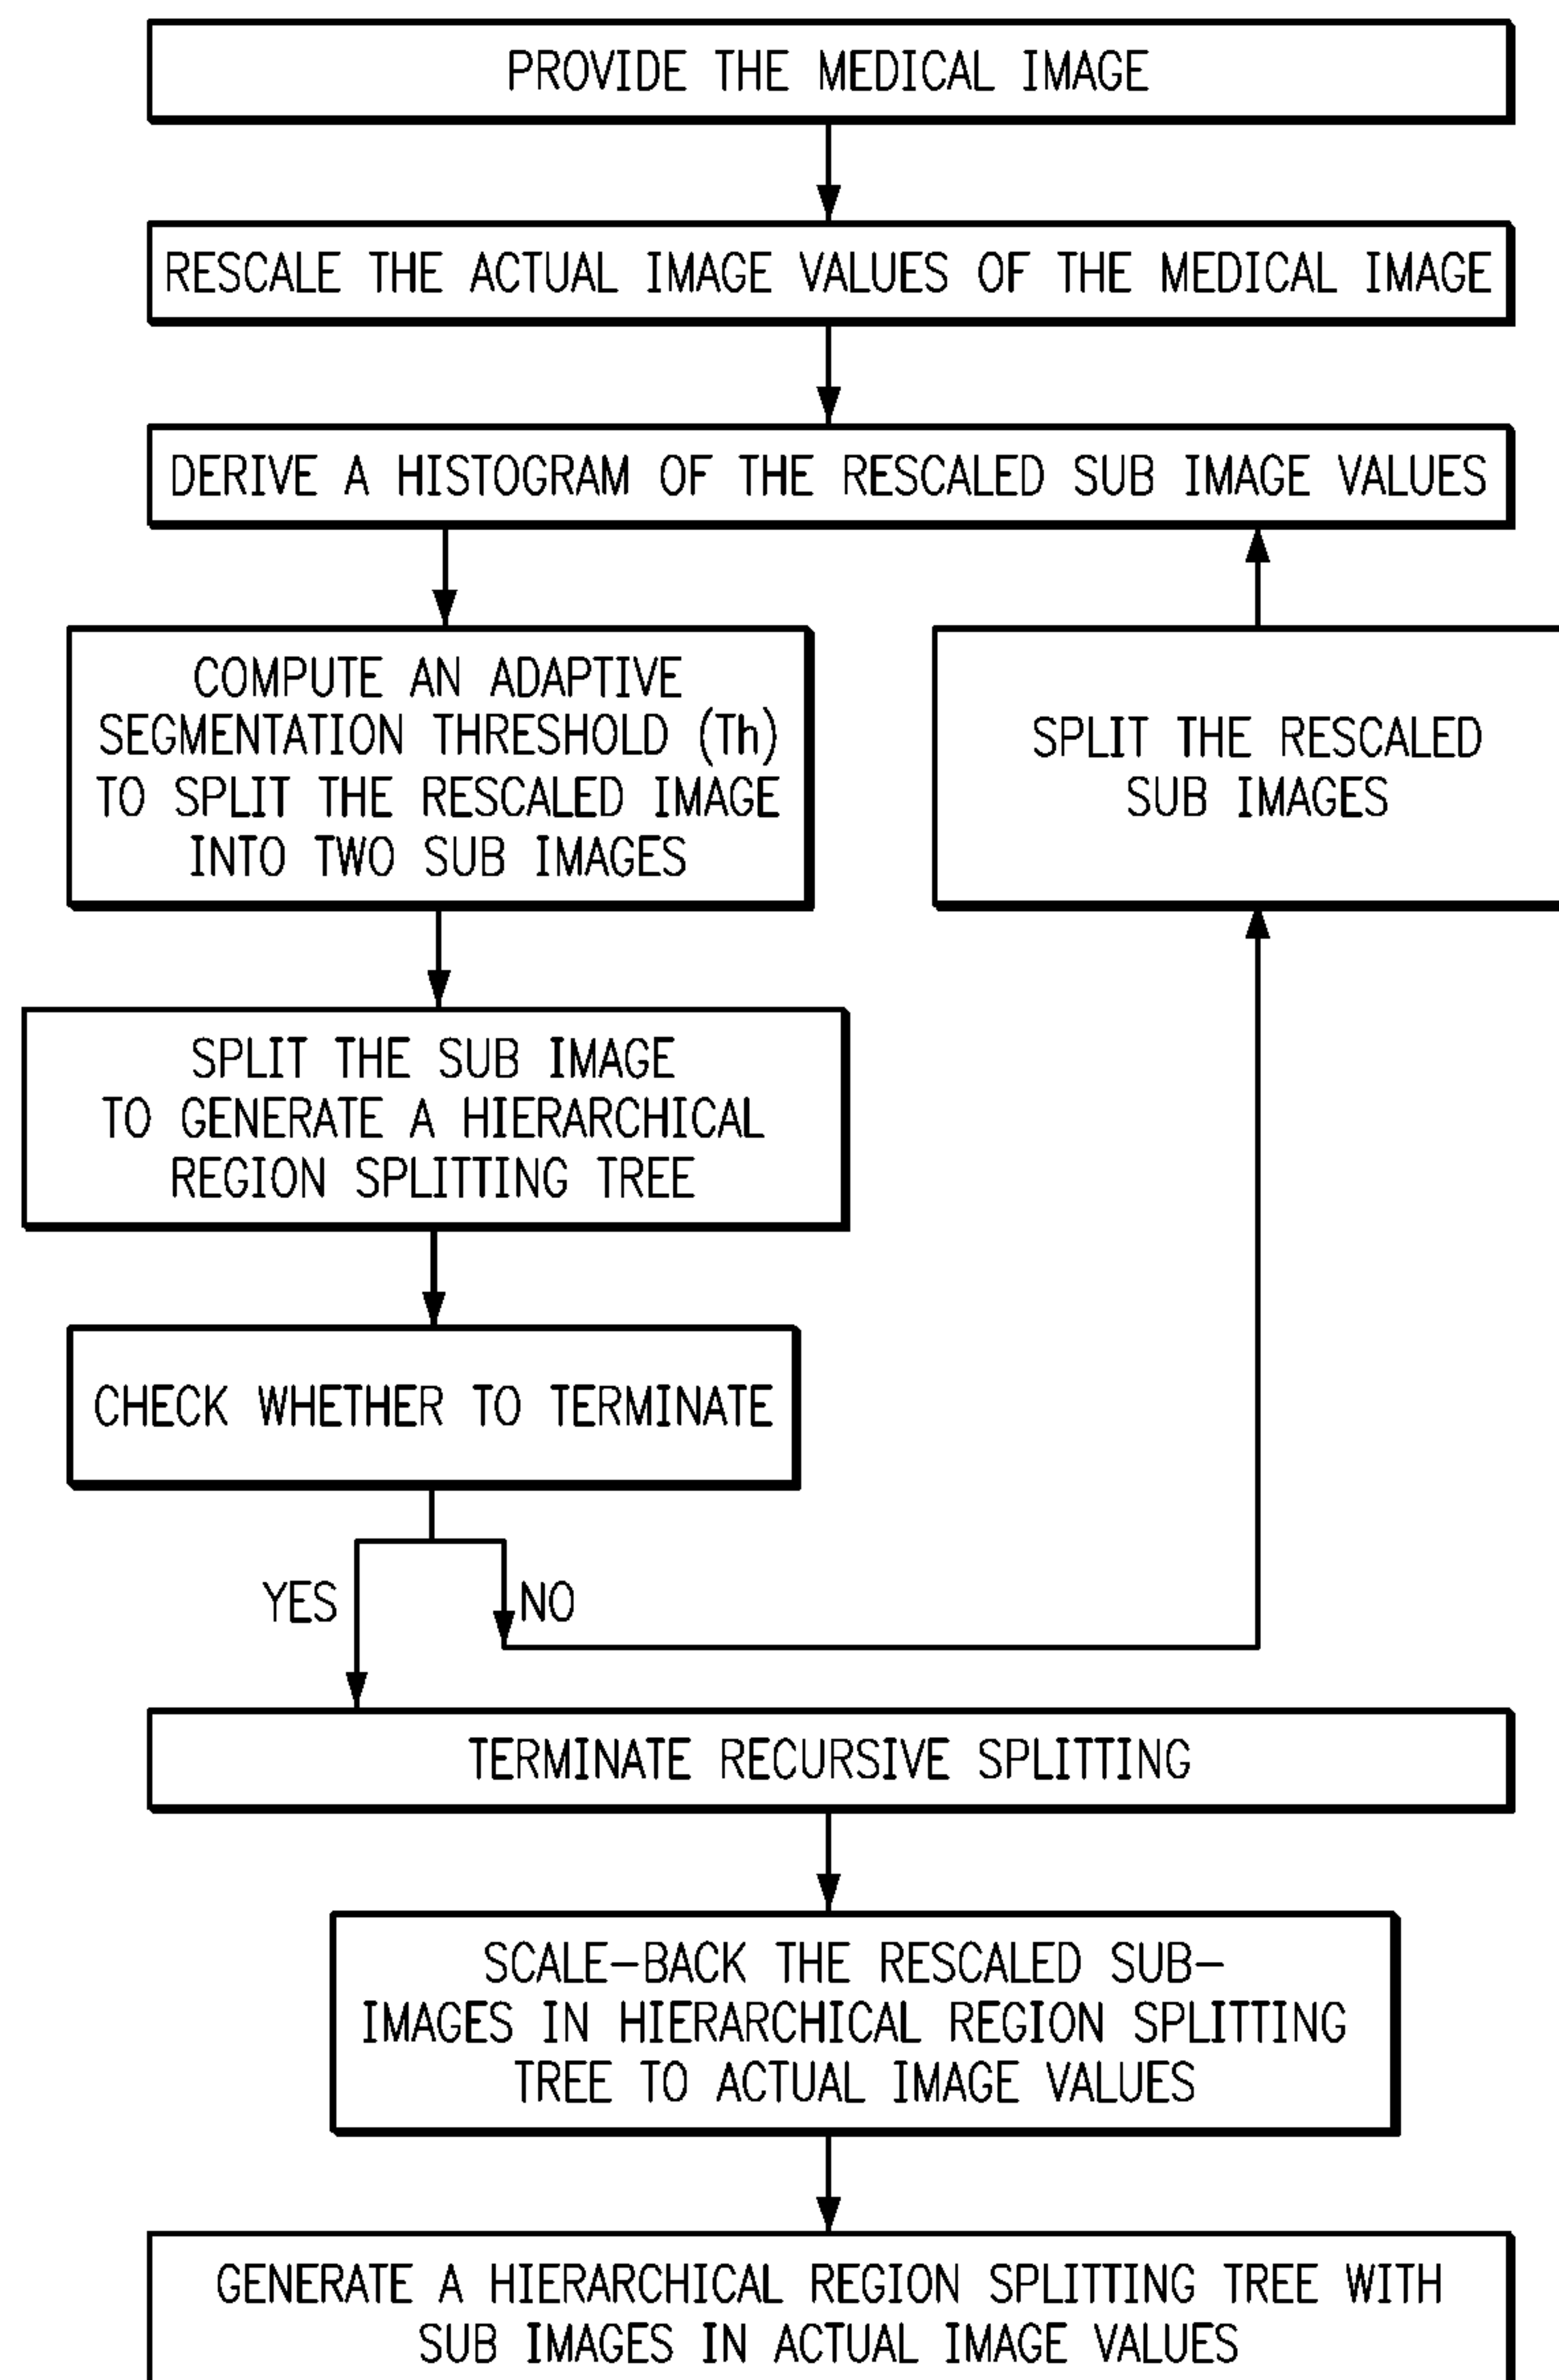 PROVIDE THE MEDICAL IMAGE
RESCALE THE ACTUAL IMAGE VALUES OF THE MEDICAL IMAGE
DERIVE A HISTOGRAM OF THE RESCALED SUB IMAGE VALUES
COMPUTE AN ADAPTIVE
SEGMENTATION THRESHOLD (Th)
TO SPLIT THE RESCALED IMAGE
INTO TWO SUB IMAGES
SPLIT THE RESCALED
SUB IMAGES
SPLIT THE SUB IMAGE
TO GENERATE A HIERARCHICAL
REGION SPLITTING TREE
CHECK WHETHER TO TERMINATE
YES
NO
TERMINATE RECURSIVE SPLITTING
SCALE-BACK THE RESCALED SUB-
IMAGES IN HIERARCHICAL REGION SPLITTING
TREE TO ACTUAL IMAGE VALUES
GENERATE A HIERARCHICAL REGION SPLITTING TREE WITH
SUB IMAGES IN ACTUAL IMAGE VALUES